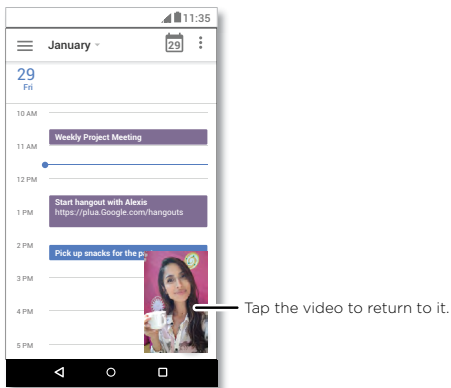 11:35
January
29
29
Fri
10 AM
Weekly Project Meeting
11 AM
12 PM
Start hangout with Alexis
https://plua.Google.com/hangouts
1 PM
2 PM
Pick up snacks for the
3 PM
Tap the video to return to it.
4 PM
5 PM